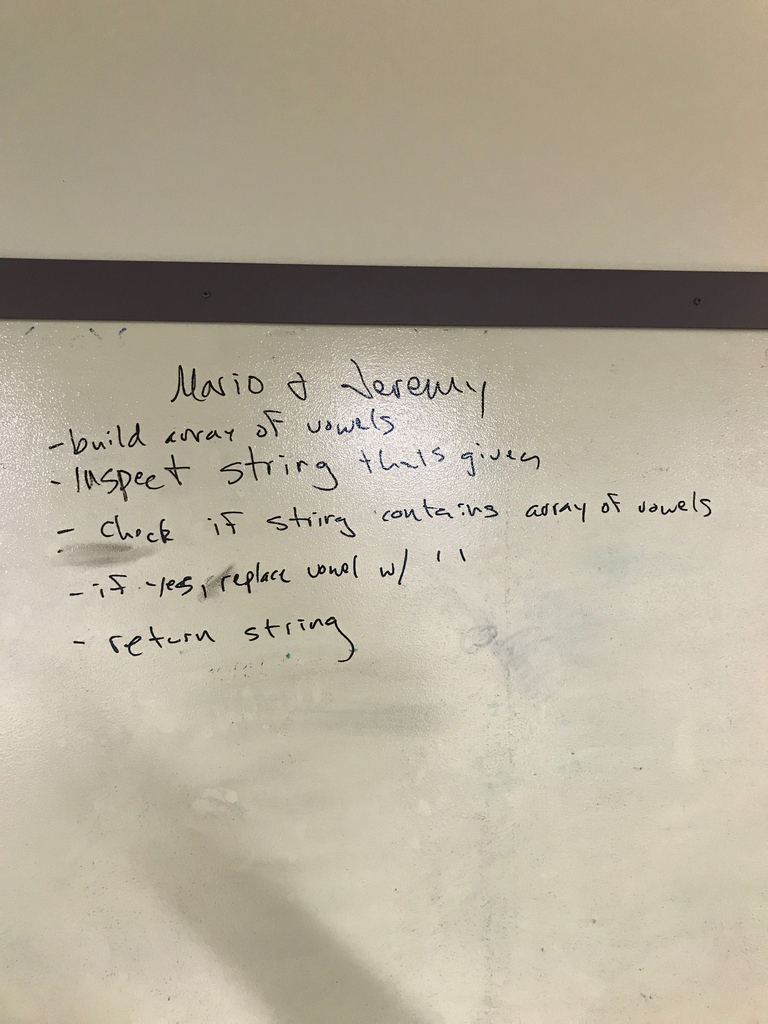 Mario & Jeremy
- build array of vowels
- Inspect string thats given
- Check if string contains array of vowels
- if yes, replace vowel w/ ' '
- return string